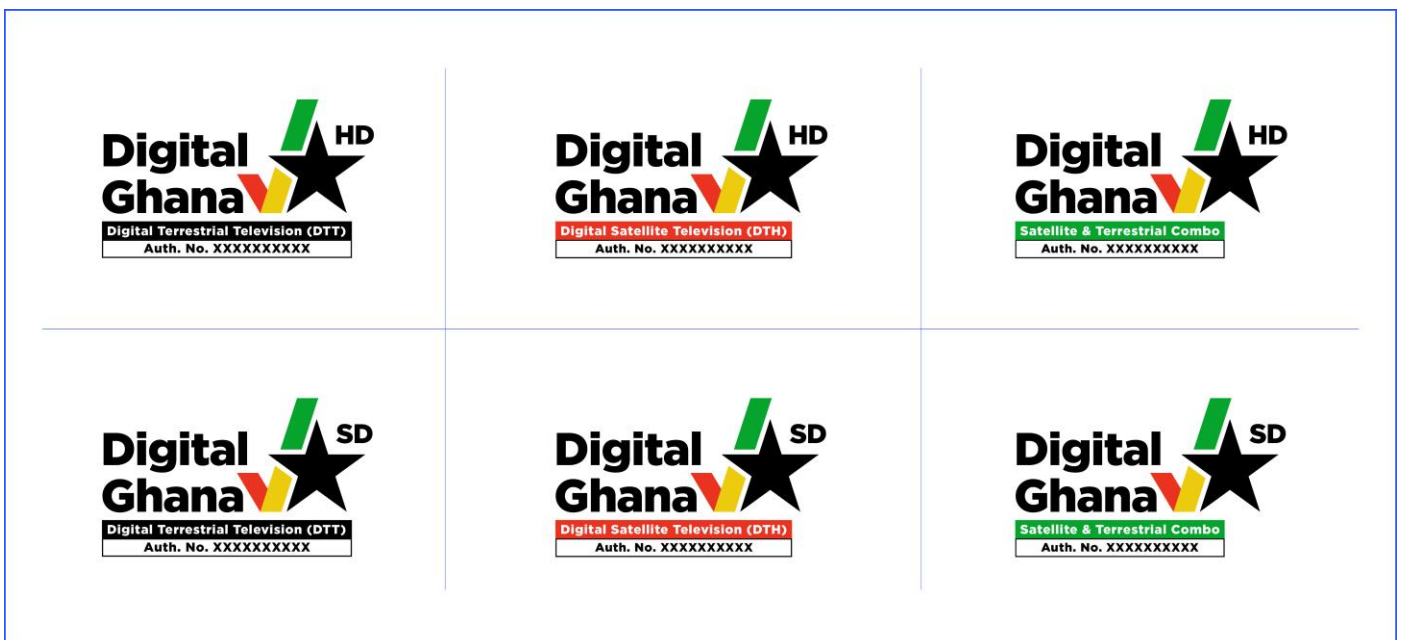 Digital
Ghana
HD
Digital Terrestrial Television (DTT)
Auth. No. XXXXXXXXXX
Digital
Ghana
HD
Digital Satellite Television (DTH)
Auth. No. XXXXXXXXXX
Digital
Ghana
HD
Satellite & Terrestrial Combo
Auth. No. XXXXXXXXXX
Digital
Ghana
SD
Digital Terrestrial Television (DTT)
Auth. No. XXXXXXXXXX
Digital
Ghana
SD
Digital Satellite Television (DTH)
Auth. No. XXXXXXXXXX
Digital
Ghana
SD
Satellite & Terrestrial Combo
Auth. No. XXXXXXXXXX